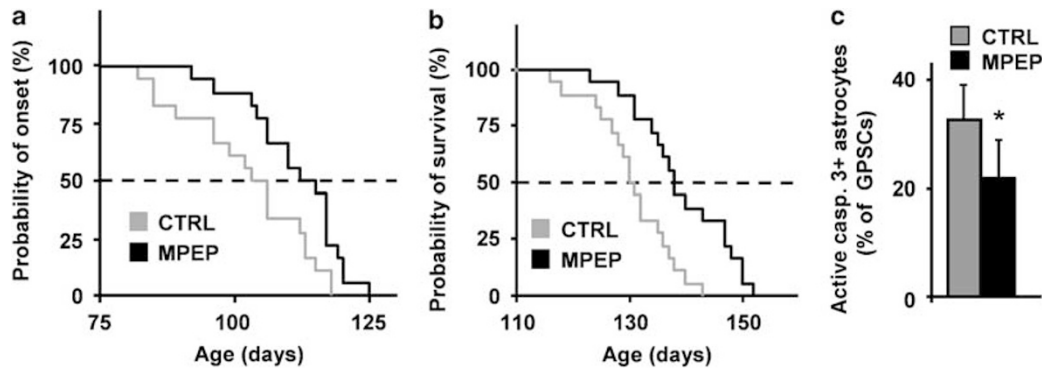 a
Probability of onset (%)
100
75
50
25
0
CTRL
MPEP
75 100 125
Age (days)
b
Probability of survival (%)
100
75
50
25
0
CTRL
MPEP
110 130 150
Age (days)
c
CTRL
MPEP
Active casp. 3+ astrocytes
(% of GPSCs)
40
20
0
*